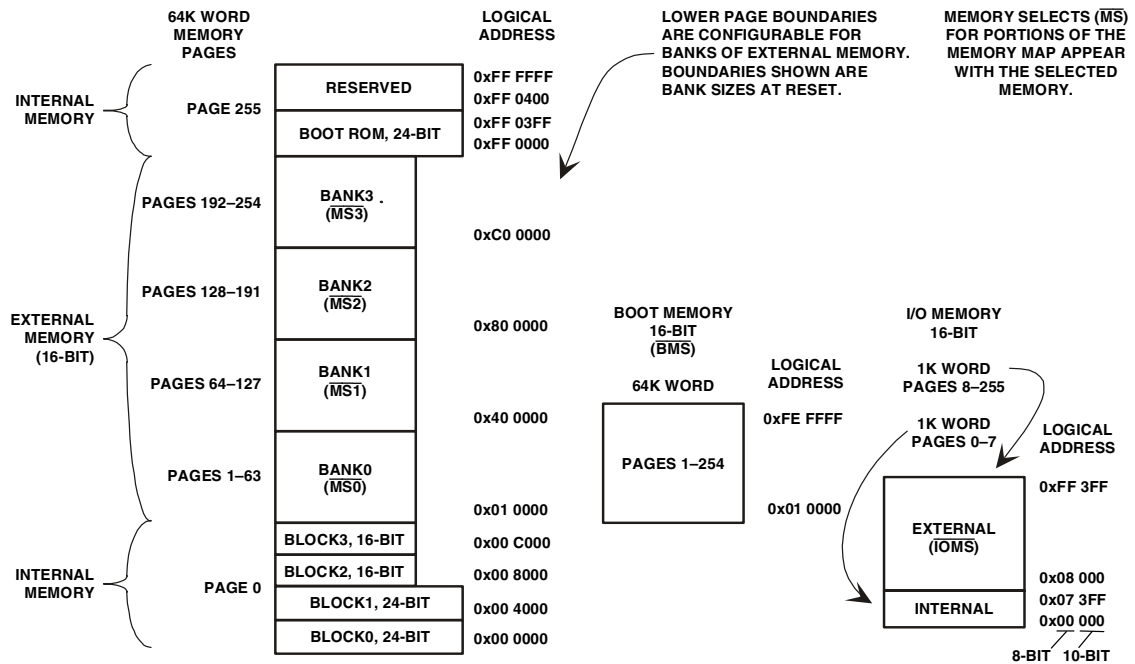 64K WORD
MEMORY
PAGES
LOGICAL
ADDRESS
LOWER PAGE BOUNDARIES
ARE CONFIGURABLE FOR
BANKS OF EXTERNAL MEMORY.
BOUNDARIES SHOWN ARE
BANK SIZES AT RESET.
MEMORY SELECTS (MS)
FOR PORTIONS OF THE
MEMORY MAP APPEAR
WITH THE SELECTED
MEMORY.
INTERNAL
MEMORY
PAGE 255
RESERVED
0xFF FFFF
0xFF 0400
BOOT ROM, 24-BIT
0xFF 03FF
0xFF 0000
EXTERNAL
MEMORY
(16-BIT)
PAGES 192–254
BANK3
(MS3)
0xC0 0000
PAGES 128–191
BANK2
(MS2)
0x80 0000
PAGES 64–127
BANK1
(MS1)
0x40 0000
PAGES 1–63
BANK0
(MS0)
0x01 0000
INTERNAL
MEMORY
PAGE 0
BLOCK3, 16-BIT
0x00 C000
BLOCK2, 16-BIT
0x00 8000
BLOCK1, 24-BIT
0x00 4000
BLOCK0, 24-BIT
0x00 0000
BOOT MEMORY
16-BIT
(BMS)
64K WORD
LOGICAL
ADDRESS
0xFE FFFF
PAGES 1–254
0x01 0000
I/O MEMORY
16-BIT
1K WORD
PAGES 8–255
1K WORD
PAGES 0–7
LOGICAL
ADDRESS
0xFF 3FF
EXTERNAL
(IOMS)
0x08 000
INTERNAL
0x07 3FF
0x00 000
8-BIT 10-BIT